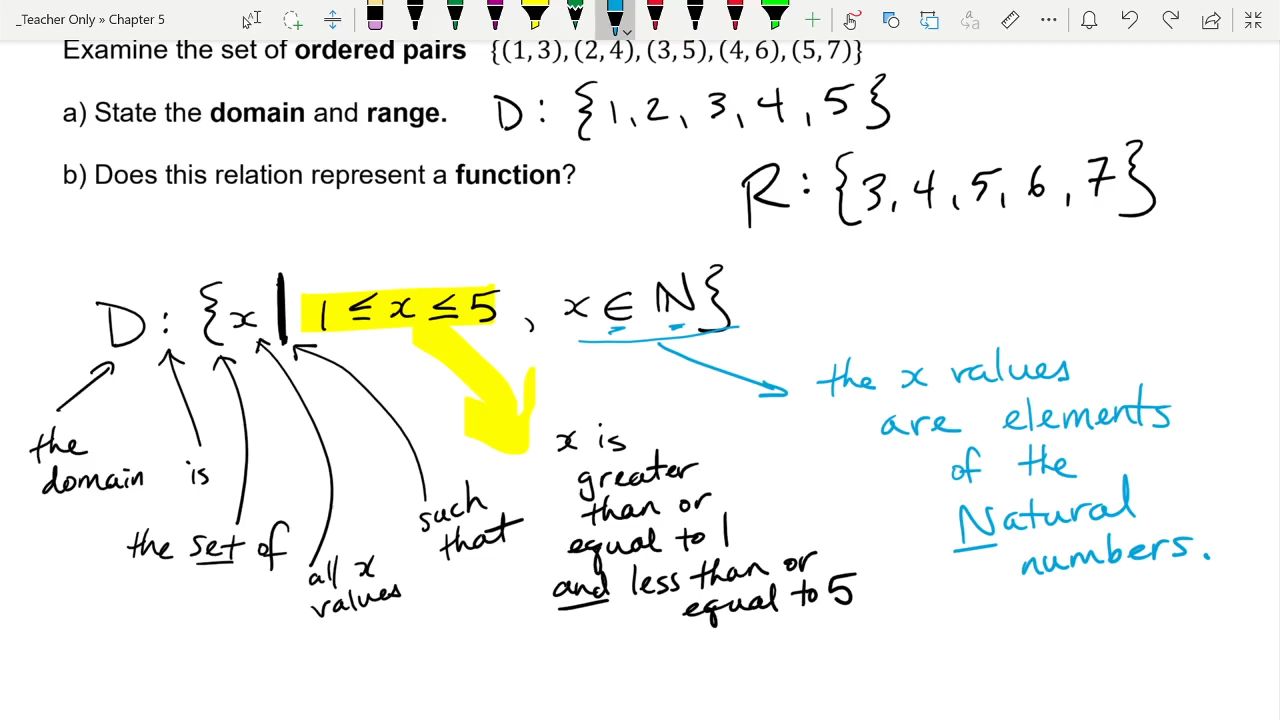 _Teacher Only » Chapter 5
Examine the set of ordered pairs {(1, 3), (2, 4), (3, 5), (4, 6), (5, 7)}
a) State the domain and range. D : {1, 2, 3, 4, 5}
b) Does this relation represent a function?
R : {3, 4, 5, 6, 7}
D : {x | 1 ≤ x ≤ 5, x ∈ ℕ}
the
domain
is
the set of
all x
values
such
that
x is
greater
than or
equal to 1
and less than or
equal to 5
the x values
are elements
of the
Natural
numbers.